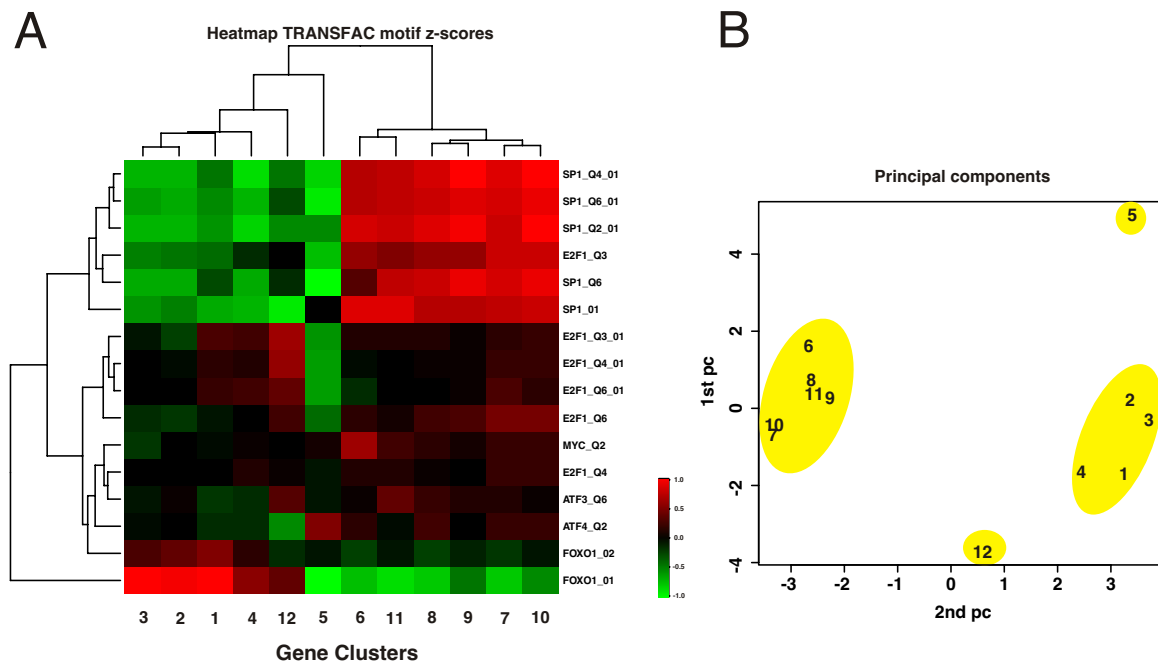 A
Heatmap TRANSFAC motif z-scores
SP1_Q4_01
SP1_Q6_01
SP1_Q2_01
E2F1_Q3
SP1_Q6
SP1_01
E2F1_Q3_01
E2F1_Q4_01
E2F1_Q6_01
E2F1_Q6
MYC_Q2
E2F1_Q4
ATF3_Q6
ATF4_Q2
FOXO1_02
FOXO1_01
3 2 1 4 12 5 6 11 8 9 7 10
Gene Clusters
1.0
0.5
0.0
-0.5
-1.0
B
Principal components
1st pc
4
2
0
-2
-4
5
6
8
11 9
10
7
2
3
4 1
12
-3 -2 -1 0 1 2 3
2nd pc